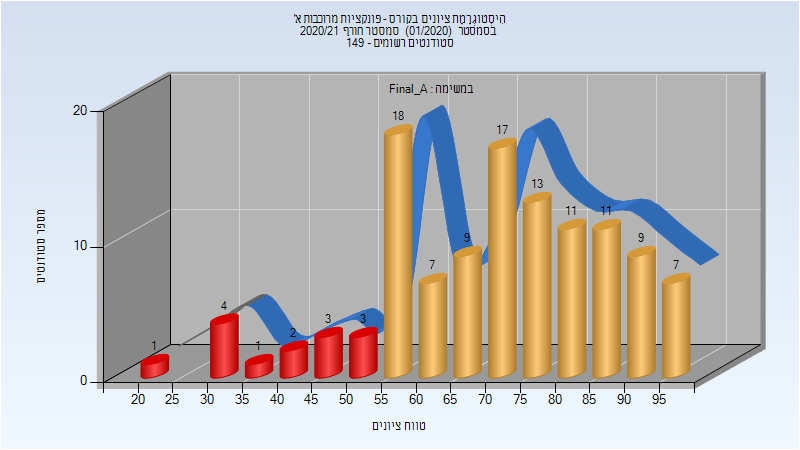 היסטוגרמת ציונים בקורס - פונקציות מרוכבות א'
בסמסטר (01/2020) סמסטר חורף 2020/21
סטודנטים רשומים - 149
במשימה : Final_A
מספר סטודנטים
20
10
0
1
4
1
2
3
3
18
7
9
17
13
11
11
9
7
20 25 30 35 40 45 50 55 60 65 70 75 80 85 90 95
טווח ציונים